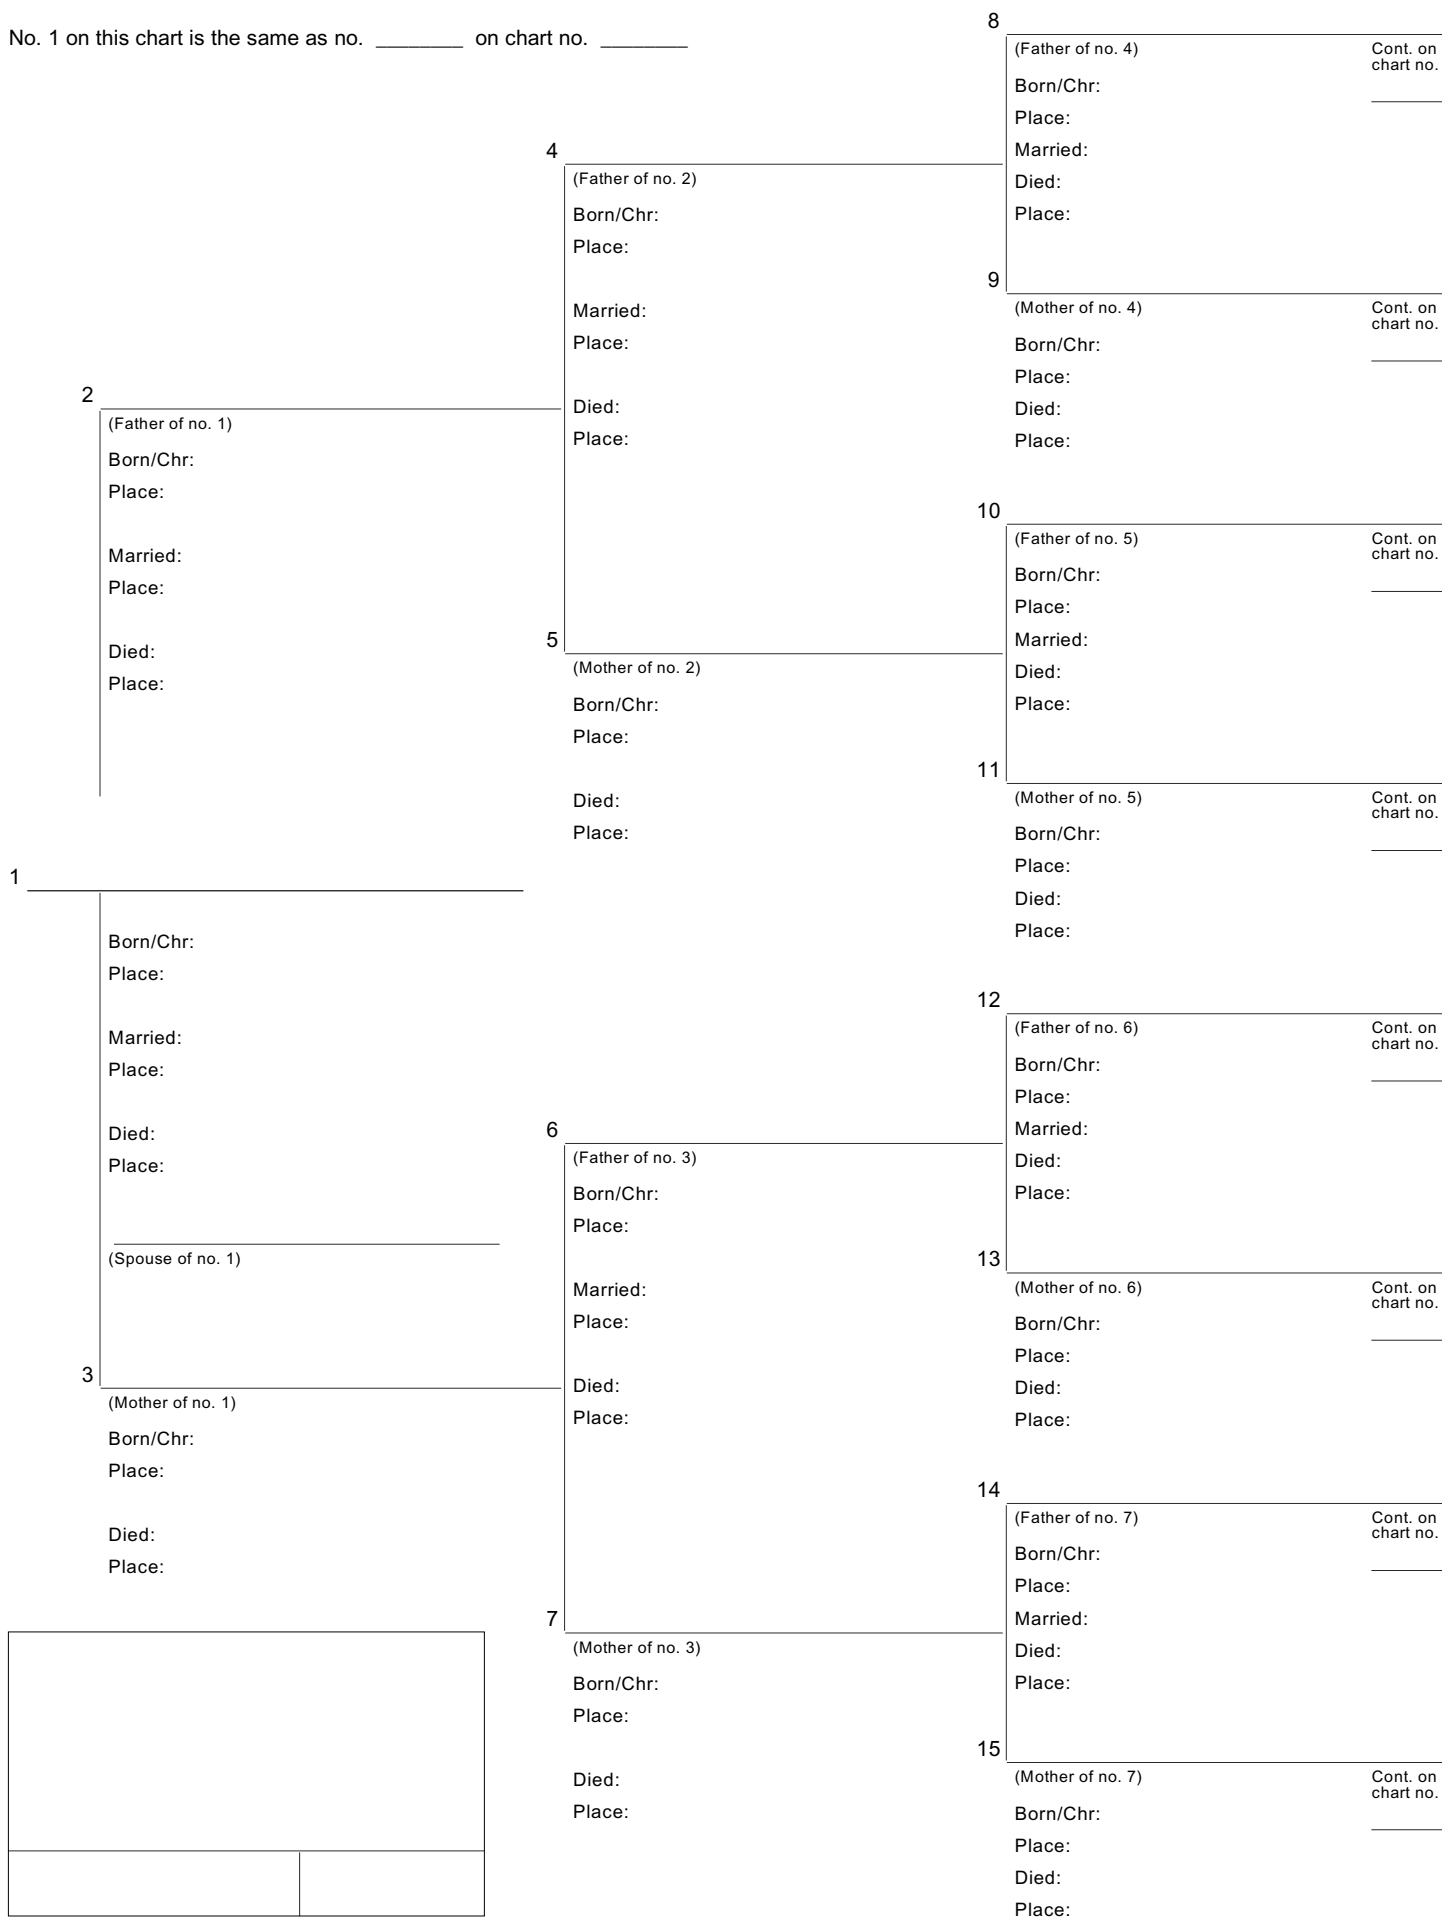 No. 1 on this chart is the same as no. ________ on chart no. ________
8
(Father of no. 4)
Cont. on
chart no.
Born/Chr:
Place:
Married:
Died:
Place:
4
(Father of no. 2)
Born/Chr:
Place:
Married:
Place:
Died:
Place:
9
(Mother of no. 4)
Cont. on
chart no.
Born/Chr:
Place:
Died:
Place:
2
(Father of no. 1)
Born/Chr:
Place:
Married:
Place:
Died:
Place:
10
(Father of no. 5)
Cont. on
chart no.
Born/Chr:
Place:
Married:
Died:
Place:
5
(Mother of no. 2)
Born/Chr:
Place:
Died:
Place:
11
(Mother of no. 5)
Cont. on
chart no.
Born/Chr:
Place:
Died:
Place:
1
Born/Chr:
Place:
Married:
Place:
Died:
Place:
(Spouse of no. 1)
12
(Father of no. 6)
Cont. on
chart no.
Born/Chr:
Place:
Married:
Died:
Place:
6
(Father of no. 3)
Born/Chr:
Place:
Married:
Place:
Died:
Place:
13
(Mother of no. 6)
Cont. on
chart no.
Born/Chr:
Place:
Died:
Place:
3
(Mother of no. 1)
Born/Chr:
Place:
Died:
Place:
14
(Father of no. 7)
Cont. on
chart no.
Born/Chr:
Place:
Married:
Died:
Place:
7
(Mother of no. 3)
Born/Chr:
Place:
Died:
Place:
15
(Mother of no. 7)
Cont. on
chart no.
Born/Chr:
Place:
Died:
Place: